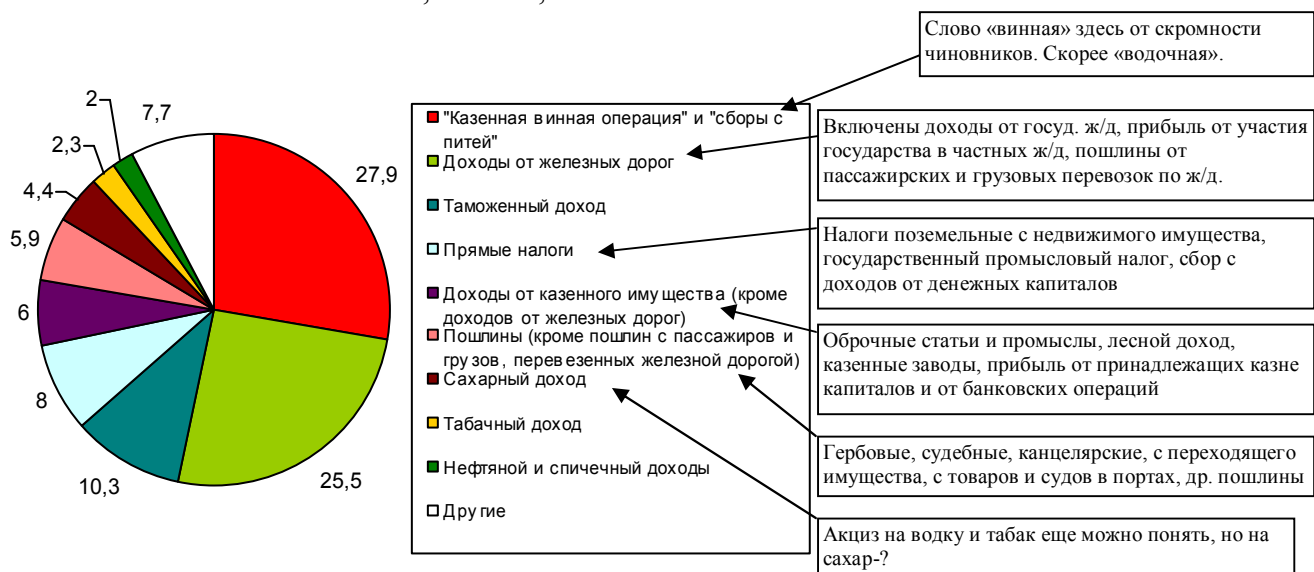 Слово «винная» здесь от скромности
чиновников. Скорее «водочная».
2
7,7
2,3
4,4
5,9
6
8
10,3
25,5
27,9
"Казенная винная операция" и "сборы с
питей"
Доходы от железных дорог
Таможенный доход
Прямые налоги
Доходы от казенного имущества (кроме
доходов от железных дорог)
Пошлины (кроме пошлин с пассажиров и
грузов, перевезенных железной дорогой)
Сахарный доход
Табачный доход
Нефтяной и спичечный доходы
Другие
Включены доходы от госуд. ж/д, прибыль от участия
государства в частных ж/д, пошлины от
пассажирских и грузовых перевозок по ж/д.
Налоги поземельные с недвижимого имущества,
государственный промысловый налог, сбор с
доходов от денежных капиталов
Оброчные статьи и промыслы, лесной доход,
казенные заводы, прибыль от принадлежащих казне
капиталов и от банковских операций
Гербовые, судебные, канцелярские, с переходящего
имущества, с товаров и судов в портах, др. пошлины
Акциз на водку и табак еще можно понять, но на
сахар-?